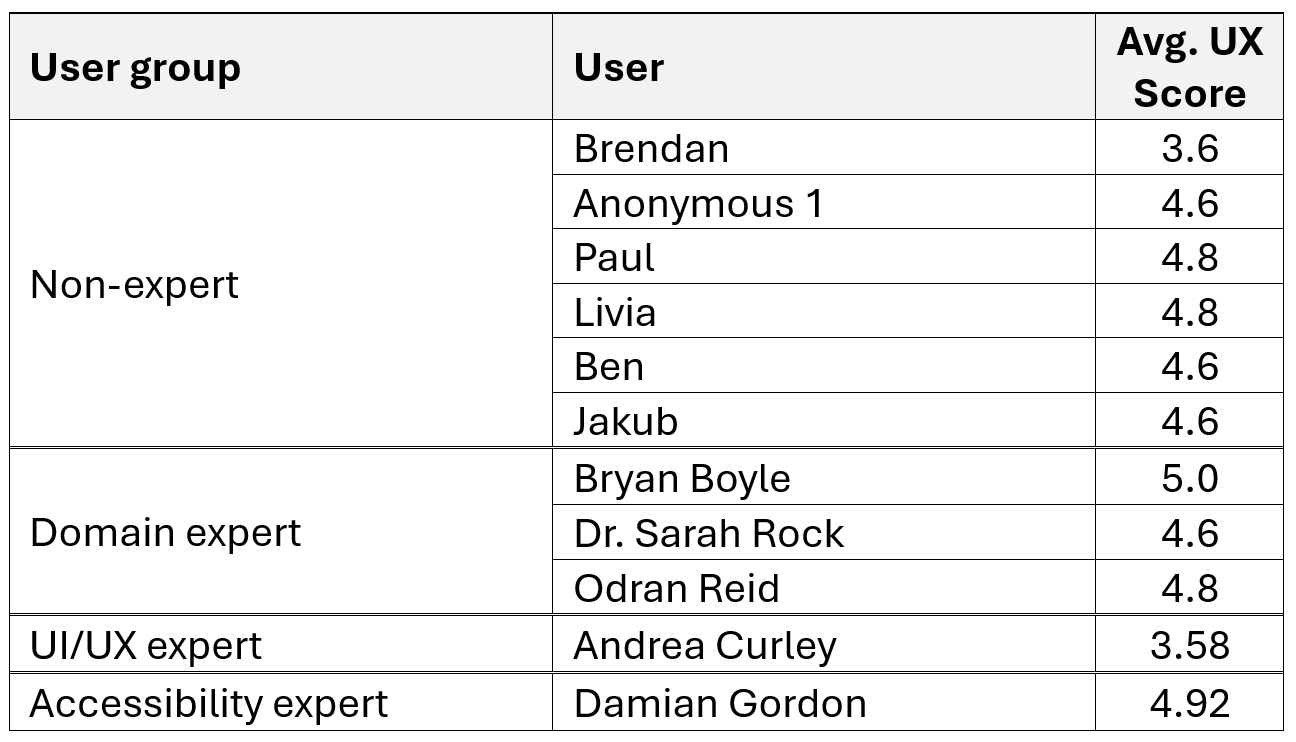 User group User Avg. UX Score
Non-expert Brendan 3.6
Anonymous 1 4.6
Paul 4.8
Livia 4.8
Ben 4.6
Jakub 4.6
Domain expert Bryan Boyle 5.0
Dr. Sarah Rock 4.6
Odran Reid 4.8
UI/UX expert Andrea Curley 3.58
Accessibility expert Damian Gordon 4.92